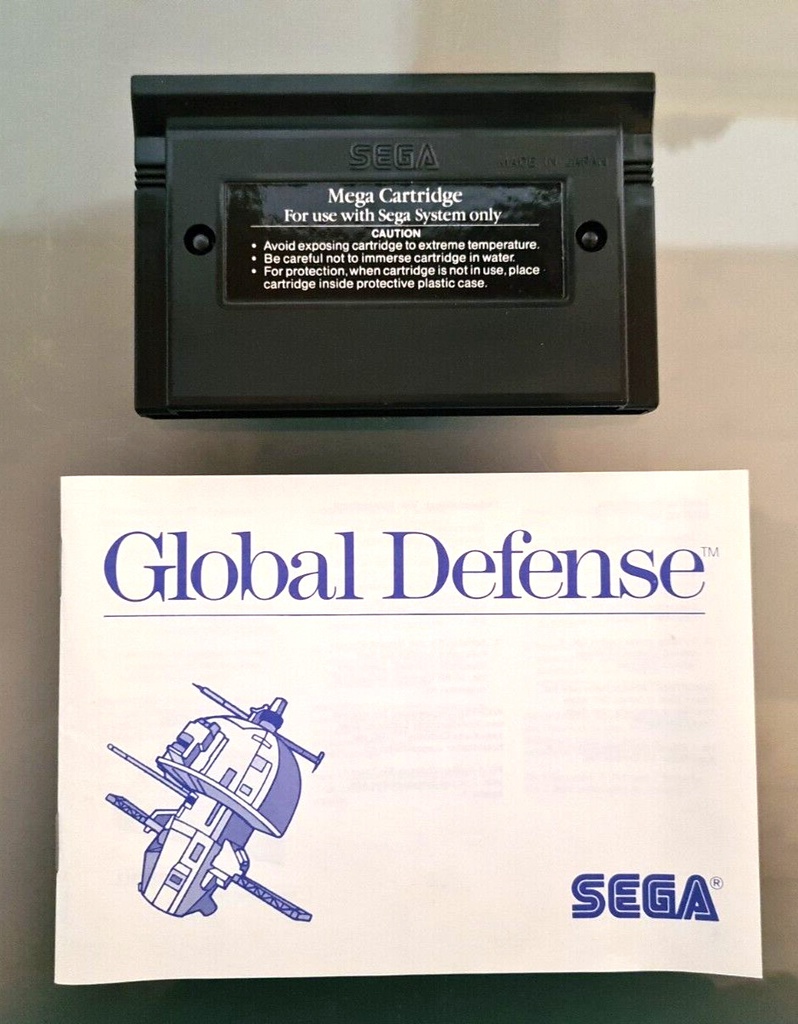 SEGA
MADE IN JAPAN
Mega Cartridge
For use with Sega System only
CAUTION
• Avoid exposing cartridge to extreme temperature.
• Be careful not to immerse cartridge in water.
• For protection, when cartridge is not in use, place
cartridge inside protective plastic case.
Global Defense™
SEGA®